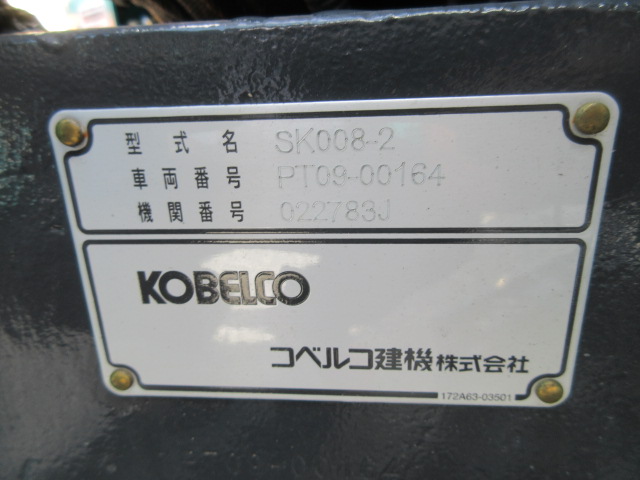 型式名 SK008-2
車両番号 PT09-00164
機関番号 022783J
KOBELCO
コベルコ建機株式会社
172A63-03501